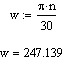 w := π·n
30
w = 247.139